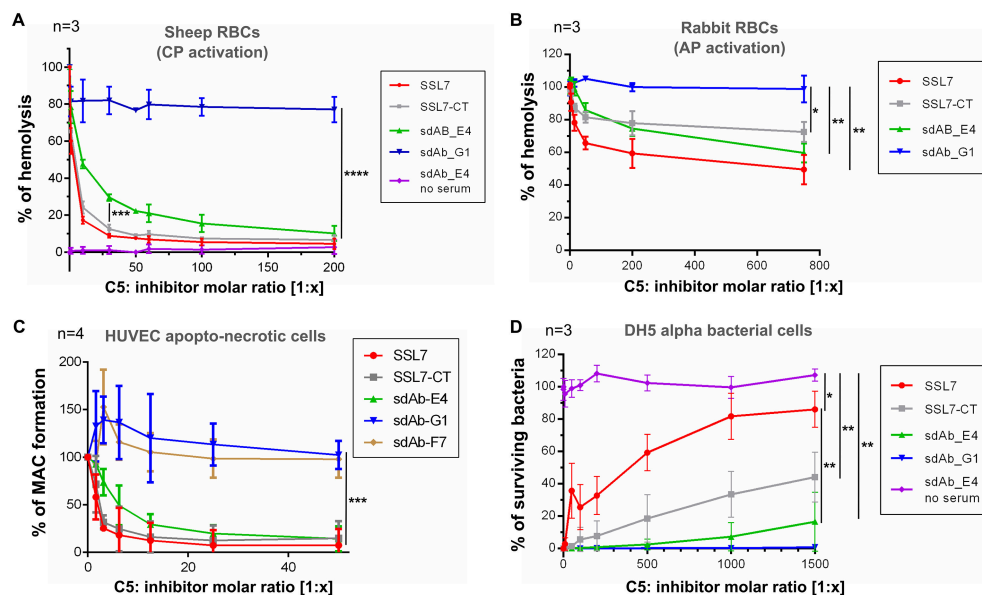 A
n=3
Sheep RBCs
(CP activation)
% of hemolysis
100
80
60
40
20
0
0
50
100
150
200
C5: inhibitor molar ratio [1:x]
***
****
SSL7
SSL7-CT
sdAB_E4
sdAb_G1
sdAb_E4
no serum
B
n=3
Rabbit RBCs
(AP activation)
% of hemolysis
120
100
80
60
40
20
0
0
200
400
600
800
C5: inhibitor molar ratio [1:x]
*
**
**
SSL7
SSL7-CT
sdAB_E4
sdAb_G1
C
n=4
HUVEC apopto-necrotic cells
% of MAC formation
200
150
100
50
0
0
20
40
C5: inhibitor molar ratio [1:x]
***
SSL7
SSL7-CT
sdAb-E4
sdAb-G1
sdAb-F7
D
n=3
DH5 alpha bacterial cells
% of surviving bacteria
120
100
80
60
40
20
0
0
500
1000
1500
C5: inhibitor molar ratio [1:x]
*
**
**
**
SSL7
SSL7-CT
sdAb_E4
sdAb_G1
sdAb_E4
no serum